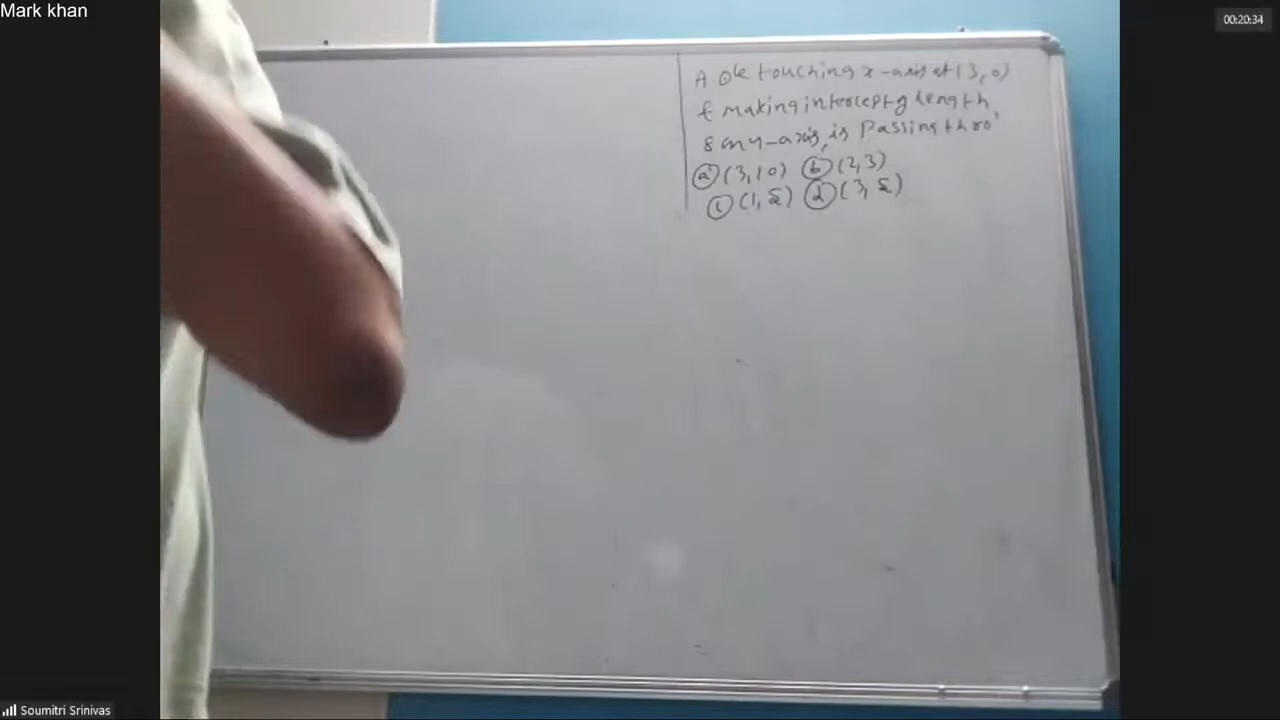 Mark khan
00:20:34
A ⊙le touching x-axis at (3,0)
& making intercept of length
8 on y-axis, is Passing thro'
(a) (3,10) (b) (2,3)
(c) (1,5) (d) (3,5)
Soumitri Srinivas